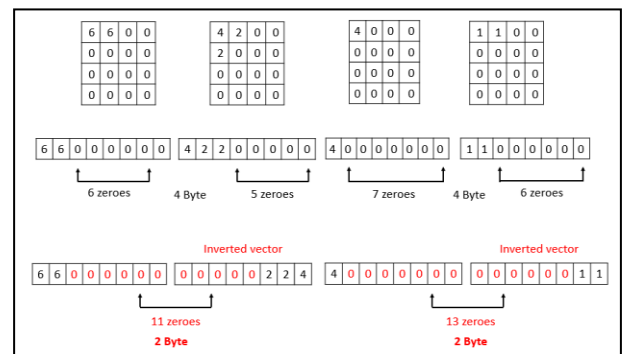 6 6 0 0 4 2 0 0 4 0 0 0 1 1 0 0
0 0 0 0 2 0 0 0 0 0 0 0 0 0 0 0
0 0 0 0 0 0 0 0 0 0 0 0 0 0 0 0
0 0 0 0 0 0 0 0 0 0 0 0 0 0 0 0
6 6 0 0 0 0 0 0 4 2 2 0 0 0 0 0 4 0 0 0 0 0 0 0 1 1 0 0 0 0 0 0
6 zeroes 4 Byte 5 zeroes 7 zeroes 4 Byte 6 zeroes
Inverted vector Inverted vector
6 6 0 0 0 0 0 0 0 0 0 0 0 2 2 4 4 0 0 0 0 0 0 0 0 0 0 0 0 0 1 1
11 zeroes 13 zeroes
2 Byte 2 Byte